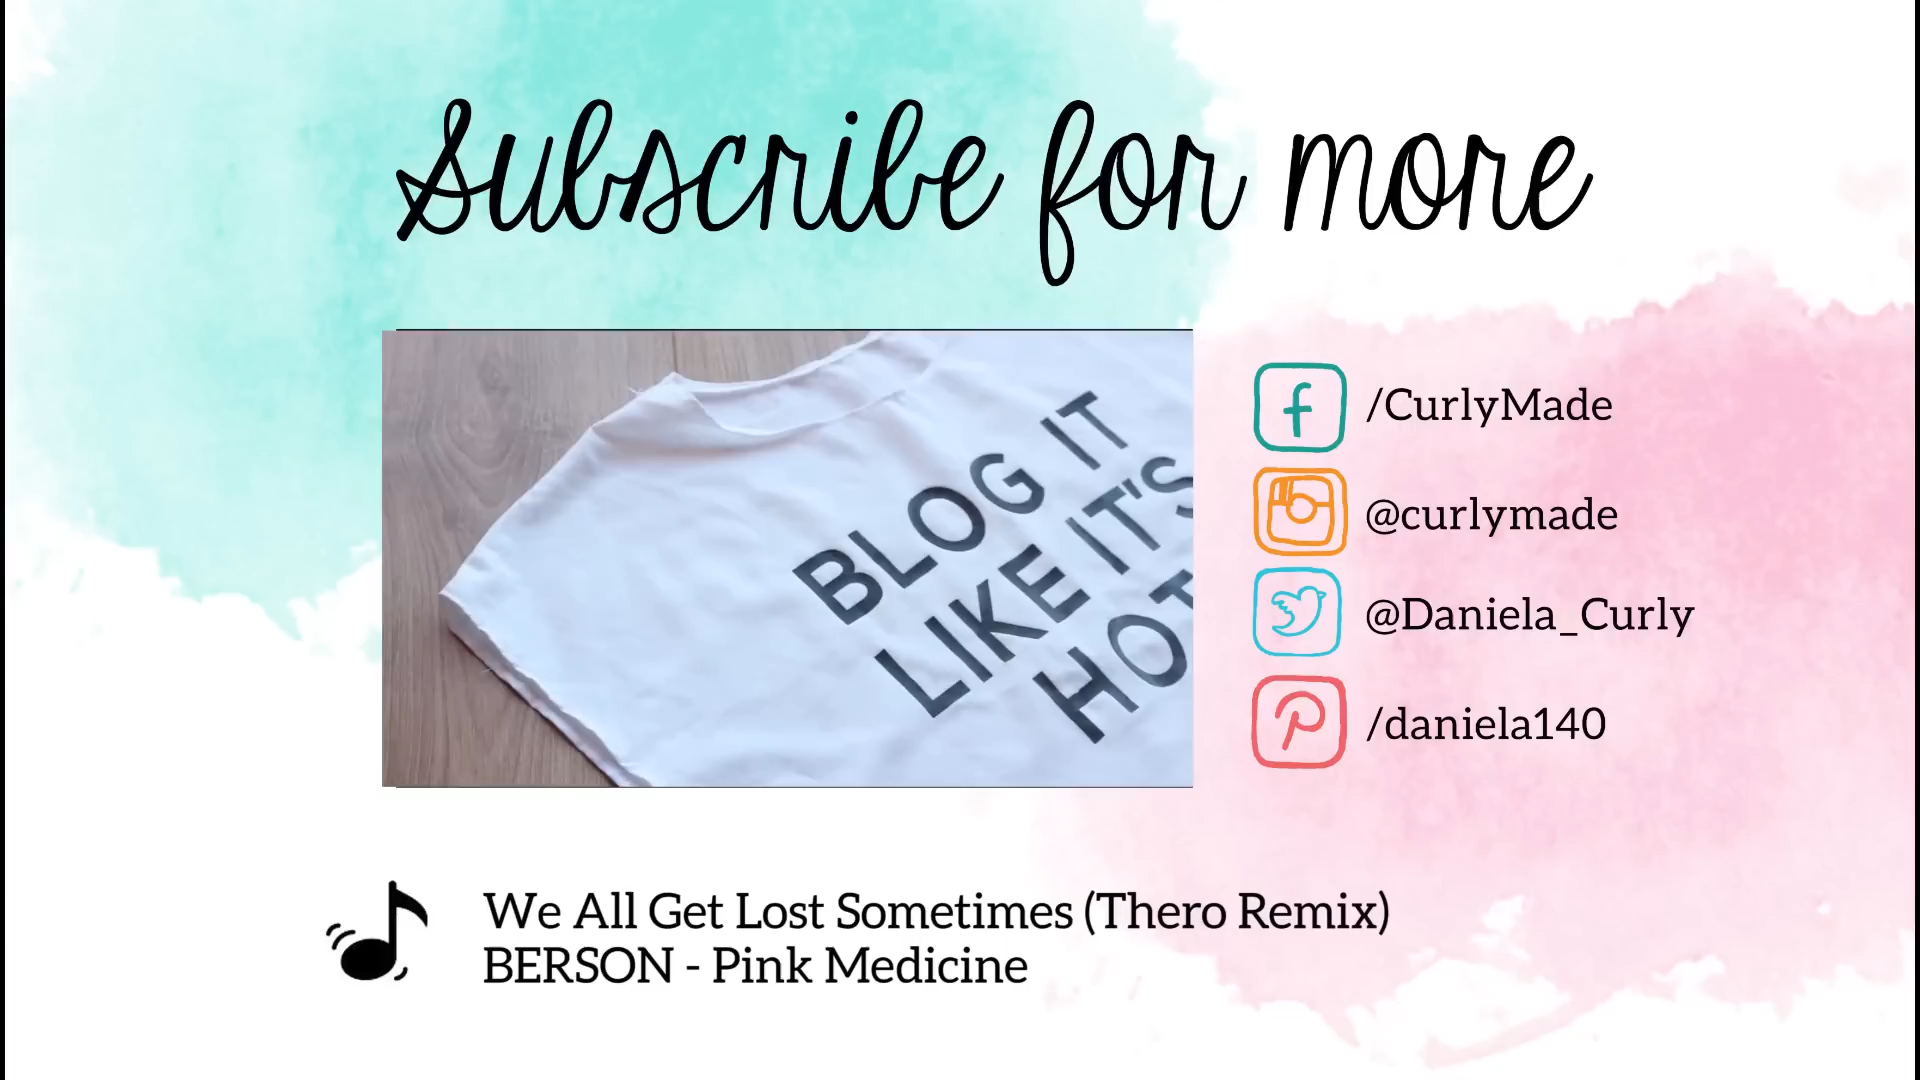 Subscribe for more
BLOG IT
LIKE IT'S
HOT
/CurlyMade
@curlymade
@Daniela_Curly
/daniela140
We All Get Lost Sometimes (Thero Remix)
BERSON - Pink Medicine